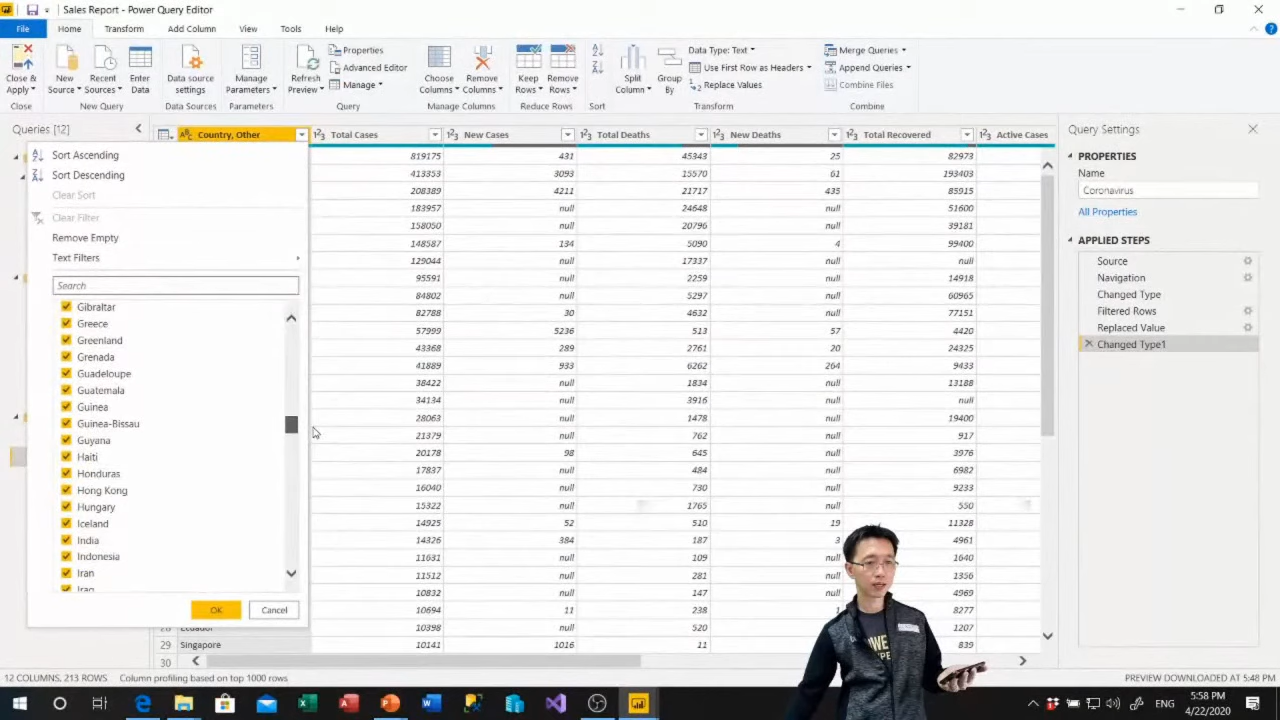 Sales Report - Power Query Editor
File Home Transform Add Column View Tools Help
Close & Apply
New Source
Recent Sources
Enter Data
Data source settings
Manage Parameters
Refresh Preview
Properties
Advanced Editor
Manage
Choose Columns
Remove Columns
Keep Rows
Remove Rows
Split Column
Group By
Data Type: Text
Use First Row as Headers
Replace Values
Merge Queries
Append Queries
Combine Files
Close New Query Data Sources Parameters Query Manage Columns Reduce Rows Sort Transform Combine
Queries [12]
Country, Other Total Cases New Cases Total Deaths New Deaths Total Recovered Active Cases
Sort Ascending
Sort Descending
Clear Sort
Clear Filter
Remove Empty
Text Filters
Search
Gibraltar
Greece
Greenland
Grenada
Guadeloupe
Guatemala
Guinea
Guinea-Bissau
Guyana
Haiti
Honduras
Hong Kong
Hungary
Iceland
India
Indonesia
Iran
Iraq
OK Cancel
819175 431 45343 25 82973
413353 3093 15570 61 193403
208389 4211 21717 435 85915
183957 null 24648 null 51600
158050 null 20796 null 39181
148587 134 5090 4 99400
129044 null 17337 null null
95591 null 2259 null 14918
84802 null 5297 null 60965
82788 30 4632 null 77151
57999 5236 513 57 4420
43368 289 2761 20 24325
41889 933 6262 264 9433
38422 null 1834 null 13188
34134 null 3916 null null
28063 null 1478 null 19400
21379 null 762 null 917
20178 98 645 null 3976
17837 null 484 null 6982
16040 null 730 null 9233
15322 null 1765 null 550
14925 52 510 19 11328
14326 384 187 3 4961
11631 null 109 null 1640
11512 null 281 null 1356
10832 null 147 null 4969
10694 11 238 1 8277
28 Ecuador 10398 null 520 1207
29 Singapore 10141 1016 11 839
30
Query Settings
PROPERTIES
Name
Coronavirus
All Properties
APPLIED STEPS
Source
Navigation
Changed Type
Filtered Rows
Replaced Value
Changed Type1
12 COLUMNS, 213 ROWS Column profiling based on top 1000 rows
PREVIEW DOWNLOADED AT 5:48 PM
ENG
5:58 PM
4/22/2020